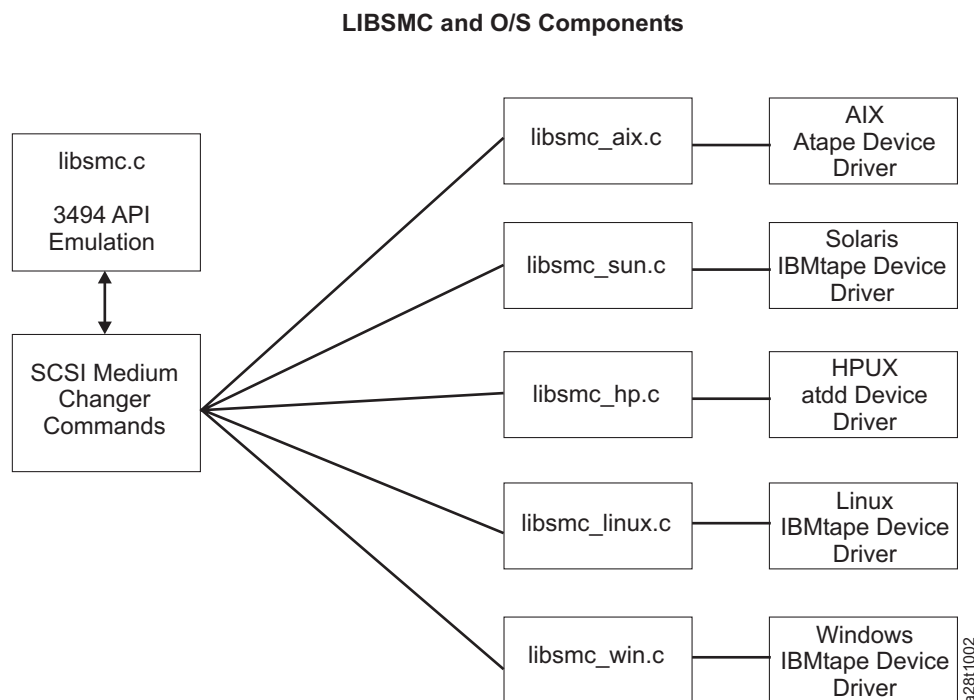 LIBSMC and O/S Components
libsmc.c
3494 API
Emulation
SCSI Medium
Changer
Commands
libsmc_aix.c
AIX
Atape Device
Driver
libsmc_sun.c
Solaris
IBMtape Device
Driver
libsmc_hp.c
HPUX
atdd Device
Driver
libsmc_linux.c
Linux
IBMtape Device
Driver
libsmc_win.c
Windows
IBMtape Device
Driver